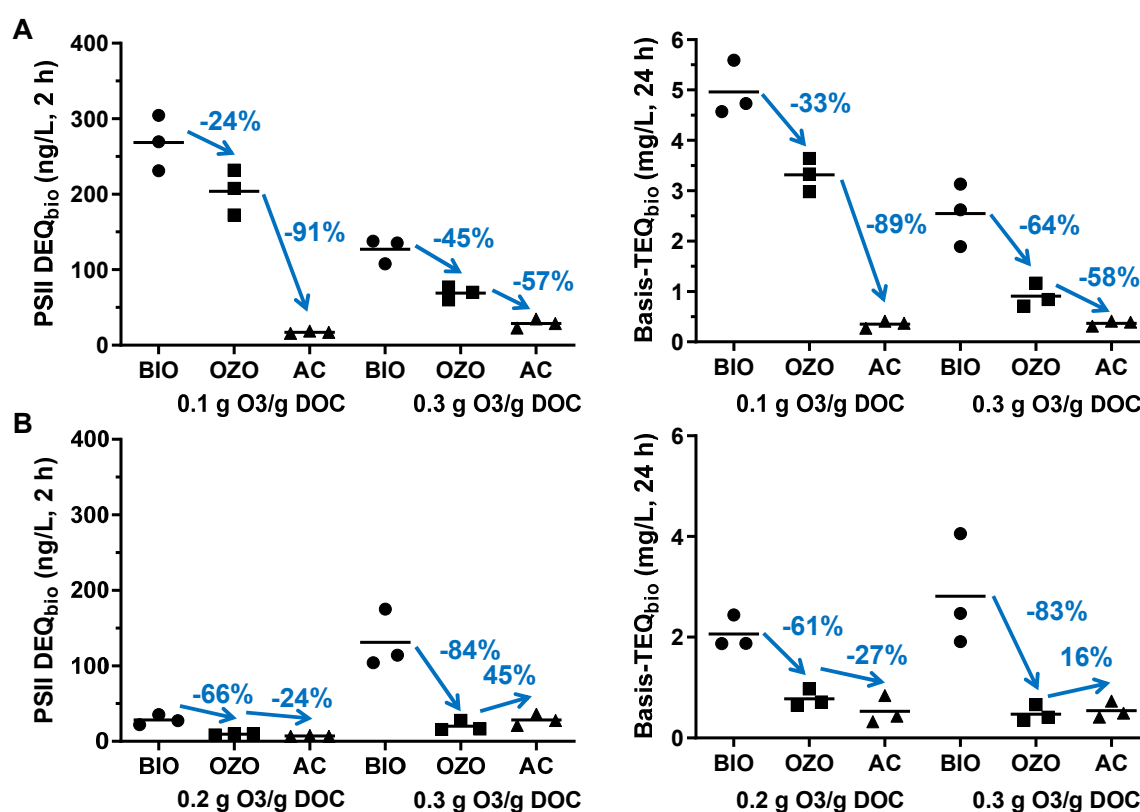 A
PSII DEQbio (ng/L, 2 h)
400
300
200
100
0
-24%
-91%
-45%
-57%
BIO OZO AC BIO OZO AC
0.1 g O3/g DOC 0.3 g O3/g DOC
Basis-TEQbio (mg/L, 24 h)
6
5
4
3
2
1
0
-33%
-89%
-64%
-58%
BIO OZO AC BIO OZO AC
0.1 g O3/g DOC 0.3 g O3/g DOC
B
PSII DEQbio (ng/L, 2 h)
400
300
200
100
0
-66%
-24%
-84%
45%
BIO OZO AC BIO OZO AC
0.2 g O3/g DOC 0.3 g O3/g DOC
Basis-TEQbio (mg/L, 24 h)
6
4
2
0
-61%
-27%
-83%
16%
BIO OZO AC BIO OZO AC
0.2 g O3/g DOC 0.3 g O3/g DOC